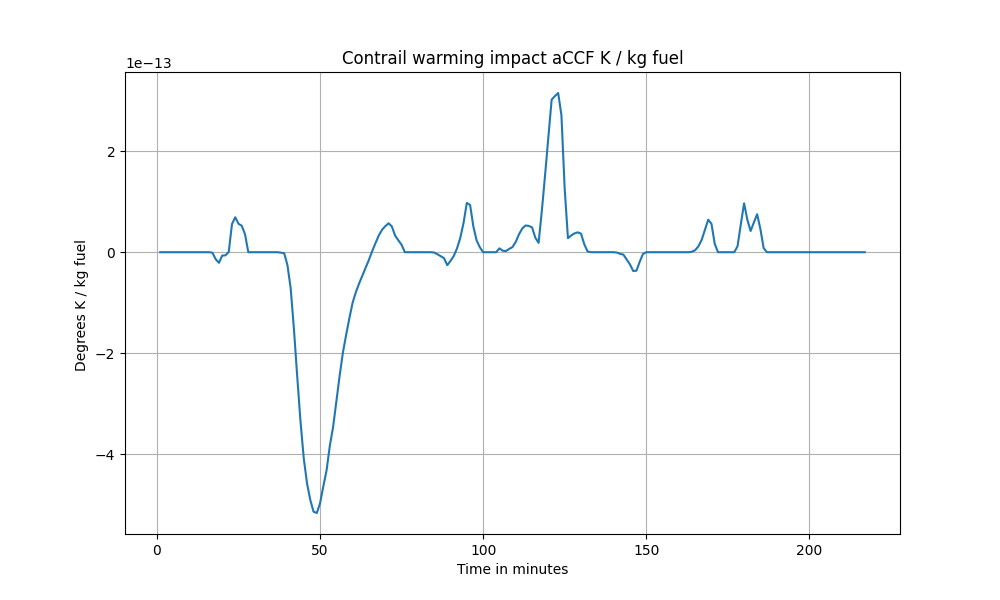 Contrail warming impact aCCF K / kg fuel
1e−13
2
0
−2
−4
Degrees K / kg fuel
0 50 100 150 200
Time in minutes